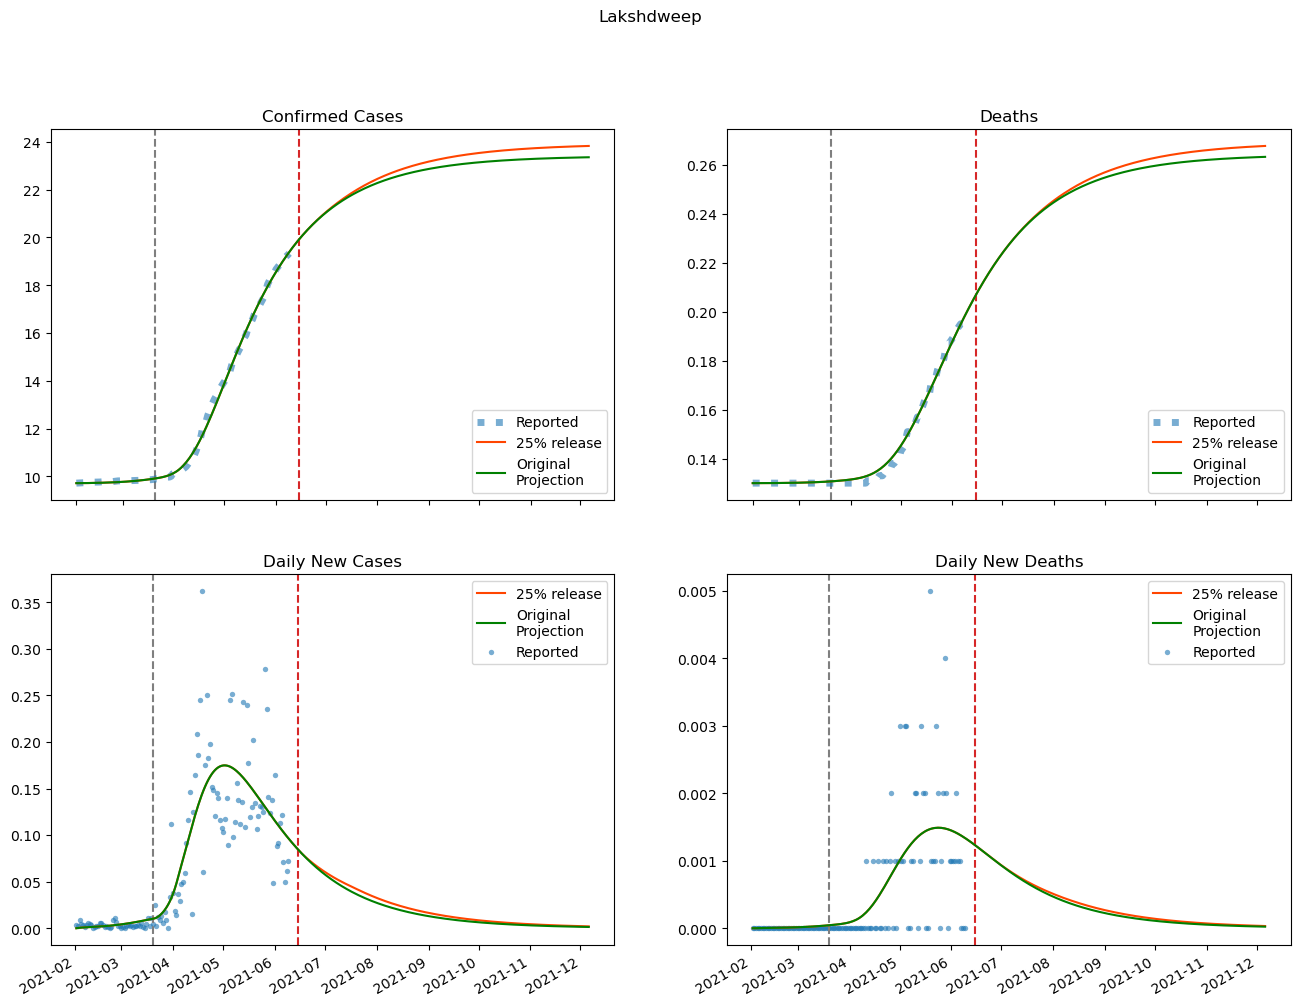 Lakshdweep
Confirmed Cases
24
22
20
18
16
14
12
10
Reported
25% release
Original
Projection
Deaths
0.26
0.24
0.22
0.20
0.18
0.16
0.14
Reported
25% release
Original
Projection
Daily New Cases
0.35
0.30
0.25
0.20
0.15
0.10
0.05
0.00
25% release
Original
Projection
Reported
2021-02
2021-03
2021-04
2021-05
2021-06
2021-07
2021-08
2021-09
2021-10
2021-11
2021-12
Daily New Deaths
0.005
0.004
0.003
0.002
0.001
0.000
25% release
Original
Projection
Reported
2021-02
2021-03
2021-04
2021-05
2021-06
2021-07
2021-08
2021-09
2021-10
2021-11
2021-12